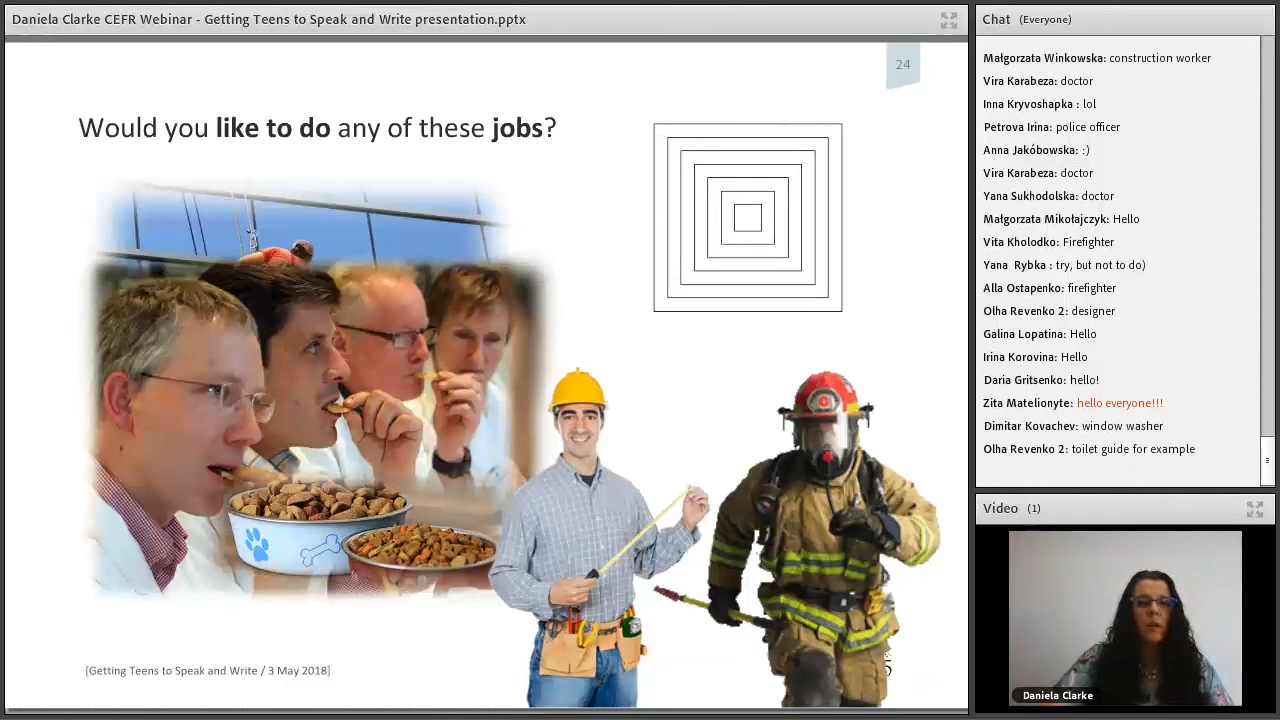 Daniela Clarke CEFR Webinar - Getting Teens to Speak and Write presentation.pptx
24
Would you like to do any of these jobs?
[Getting Teens to Speak and Write / 3 May 2018]
5
Chat (Everyone)
Małgorzata Winkowska: construction worker
Vira Karabeza: doctor
Inna Kryvoshapka : lol
Petrova Irina: police officer
Anna Jakóbowska: :)
Vira Karabeza: doctor
Yana Sukhodolska: doctor
Małgorzata Mikołajczyk: Hello
Vita Kholodko: Firefighter
Yana Rybka : try, but not to do)
Alla Ostapenko: firefighter
Olha Revenko 2: designer
Galina Lopatina: Hello
Irina Korovina: Hello
Daria Gritsenko: hello!
Zita Matelionyte: hello everyone!!!
Dimitar Kovachev: window washer
Olha Revenko 2: toilet guide for example
Video (1)
Daniela Clarke